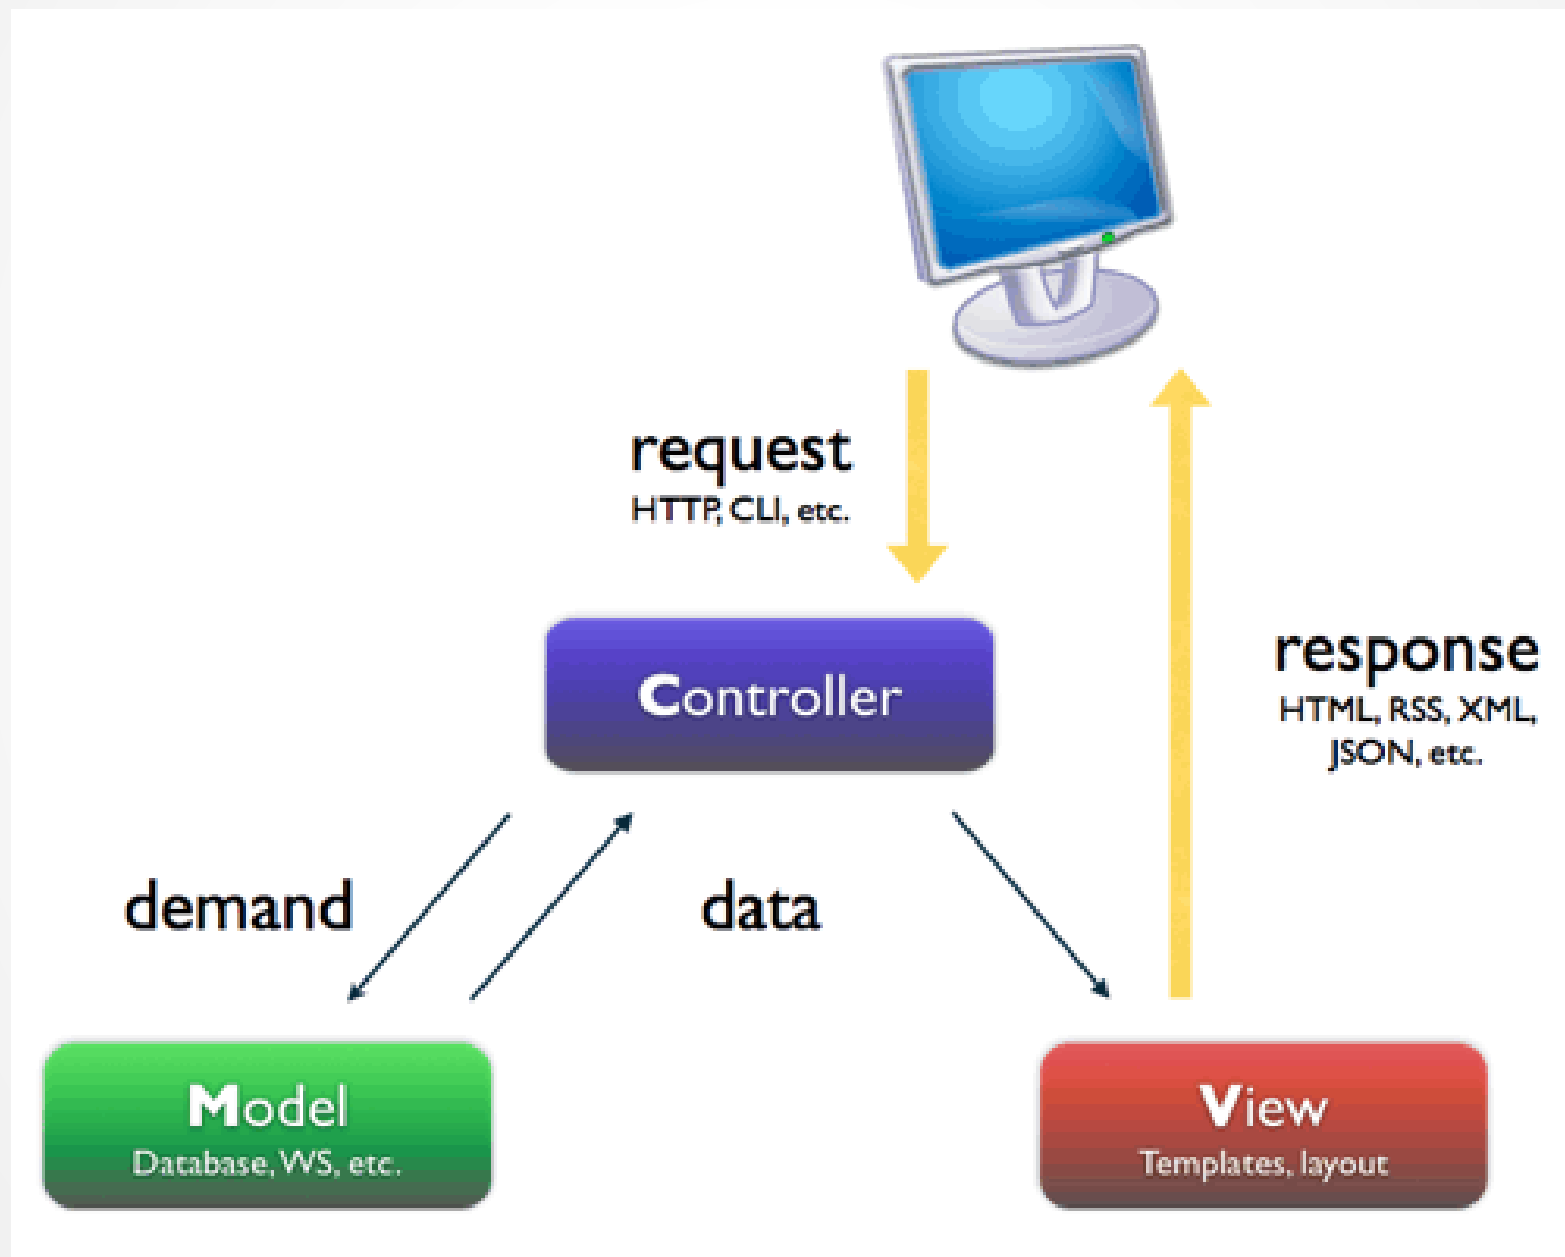 request
HTTP, CLI, etc.
Controller
response
HTML, RSS, XML,
JSON, etc.
demand
data
Model
Database, WS, etc.
View
Templates, layout